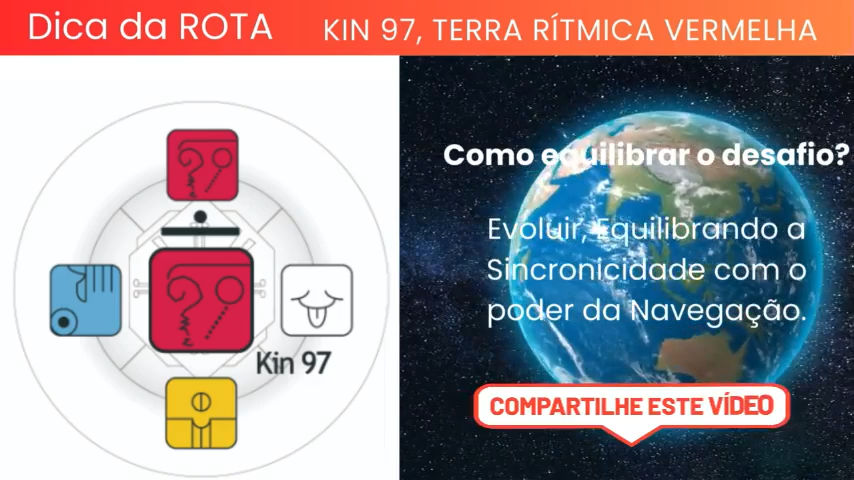 Dica da ROTA
KIN 97, TERRA RÍTMICA VERMELHA
Kin 97
Como equilibrar o desafio?
Evoluir, Equilibrando a
Sincronicidade com o
poder da Navegação.
COMPARTILHE ESTE VÍDEO